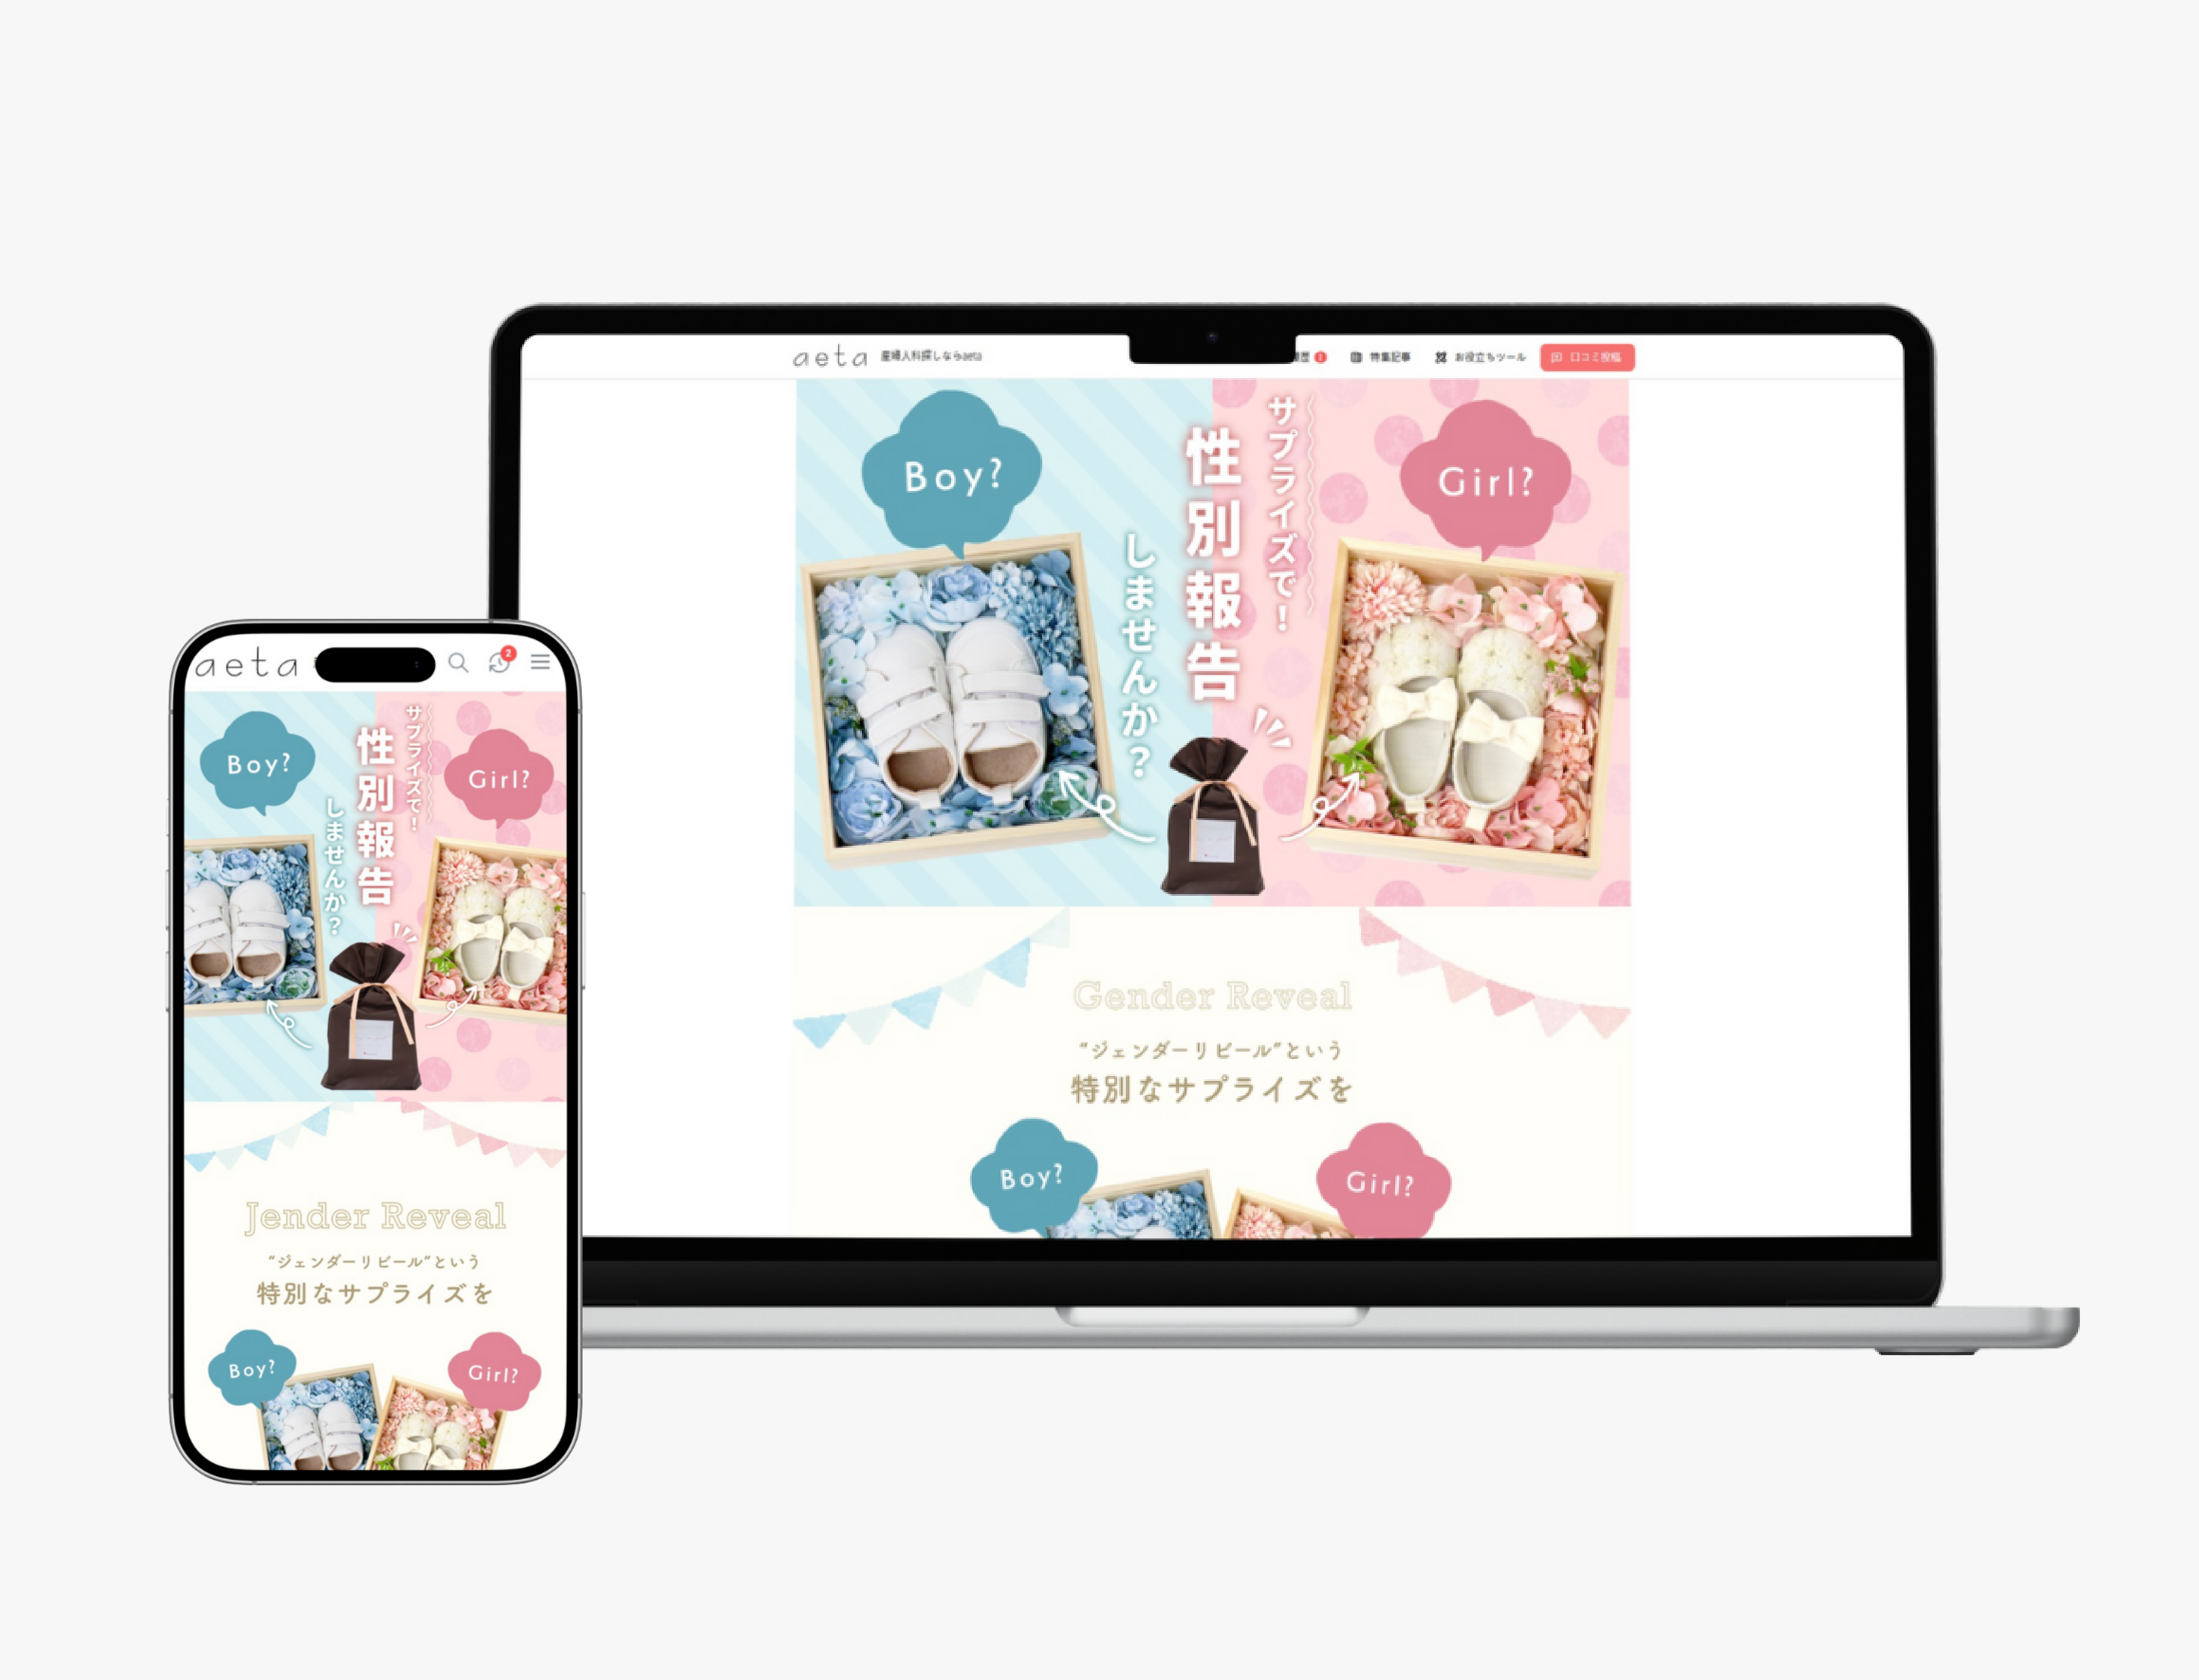 aeta
産婦人科探しならaeta
歴 1
特集記事
お役立ちツール
口コミ投稿
Boy?
サプライズで!
性別報告
しませんか?
Girl?
Gender Reveal
“ジェンダーリビール”という
特別なサプライズを
Boy?
Girl?
aeta
2
Boy?
サプライズで!
性別報告
しませんか?
Girl?
Jender Reveal
“ジェンダーリビール”という
特別なサプライズを
Boy?
Girl?